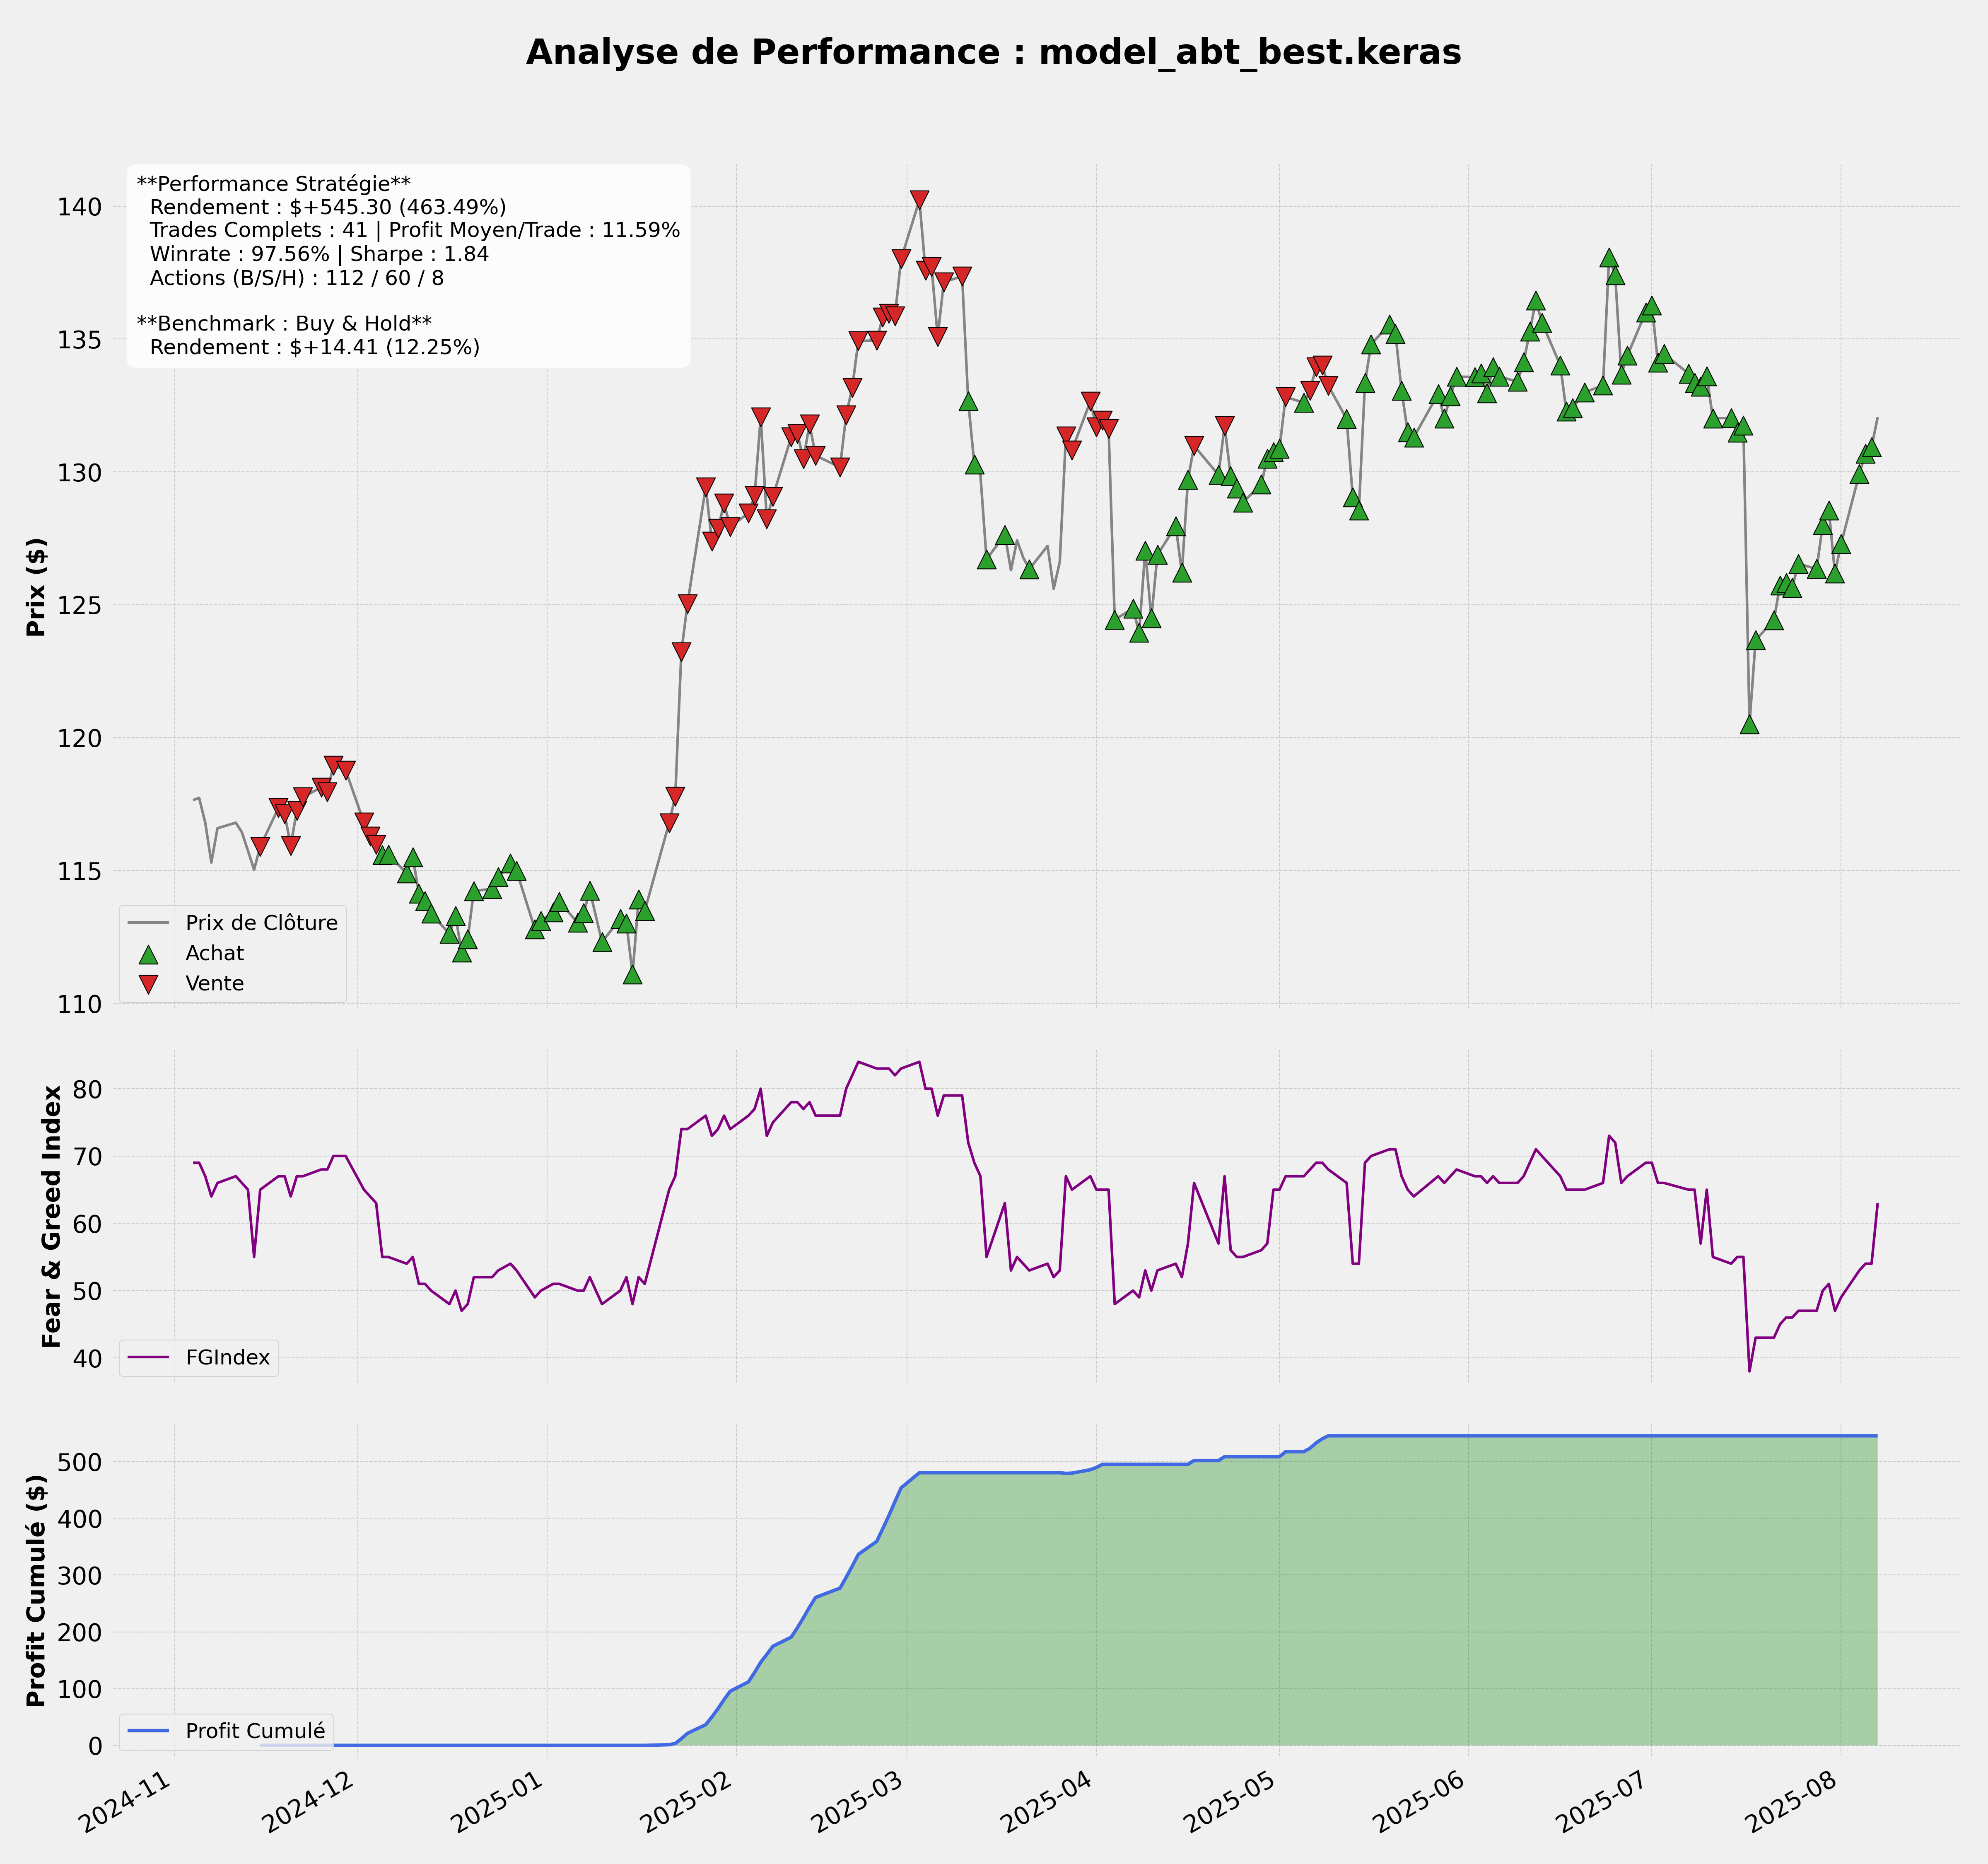 Analyse de Performance : model_abt_best.keras
**Performance Stratégie**
Rendement : $+545.30 (463.49%)
Trades Complets : 41 | Profit Moyen/Trade : 11.59%
Winrate : 97.56% | Sharpe : 1.84
Actions (B/S/H) : 112 / 60 / 8
**Benchmark : Buy & Hold**
Rendement : $+14.41 (12.25%)
Prix ($)
140
135
130
125
120
115
110
Prix de Clôture
Achat
Vente
Fear & Greed Index
80
70
60
50
40
FGIndex
Profit Cumulé ($)
500
400
300
200
100
0
Profit Cumulé
2024-11
2024-12
2025-01
2025-02
2025-03
2025-04
2025-05
2025-06
2025-07
2025-08